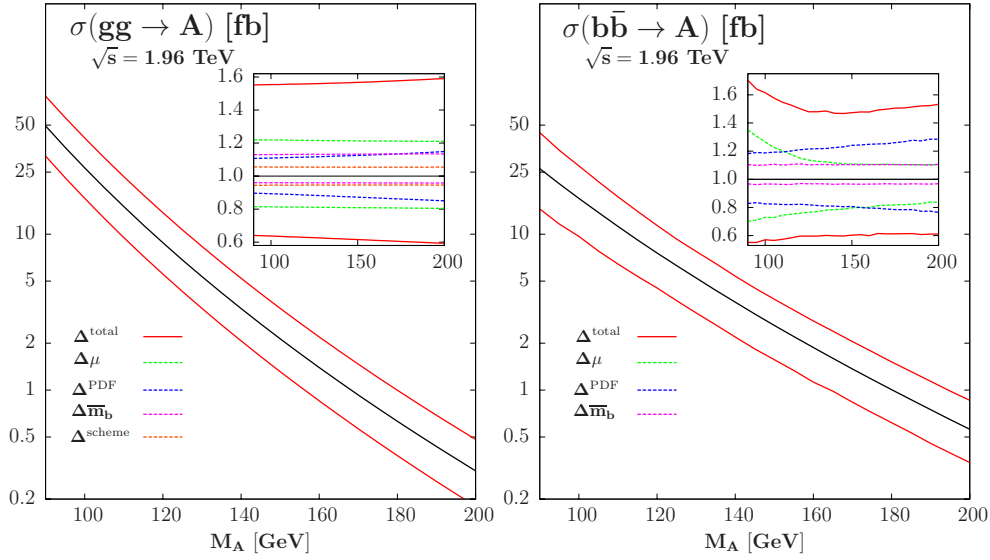 σ(gg → A) [fb]
√s = 1.96 TeV
50
25
10
5
2
1
0.5
0.2
100 120 140 160 180 200
M_A [GeV]
1.6
1.4
1.2
1.0
0.8
0.6
100 150 200
Δ^total
Δμ
Δ^PDF
Δm̅_b
Δ^scheme
σ(bb̄ → A) [fb]
√s = 1.96 TeV
50
25
10
5
2
1
0.5
0.2
100 120 140 160 180 200
M_A [GeV]
1.6
1.4
1.2
1.0
0.8
0.6
100 150 200
Δ^total
Δμ
Δ^PDF
Δm̅_b